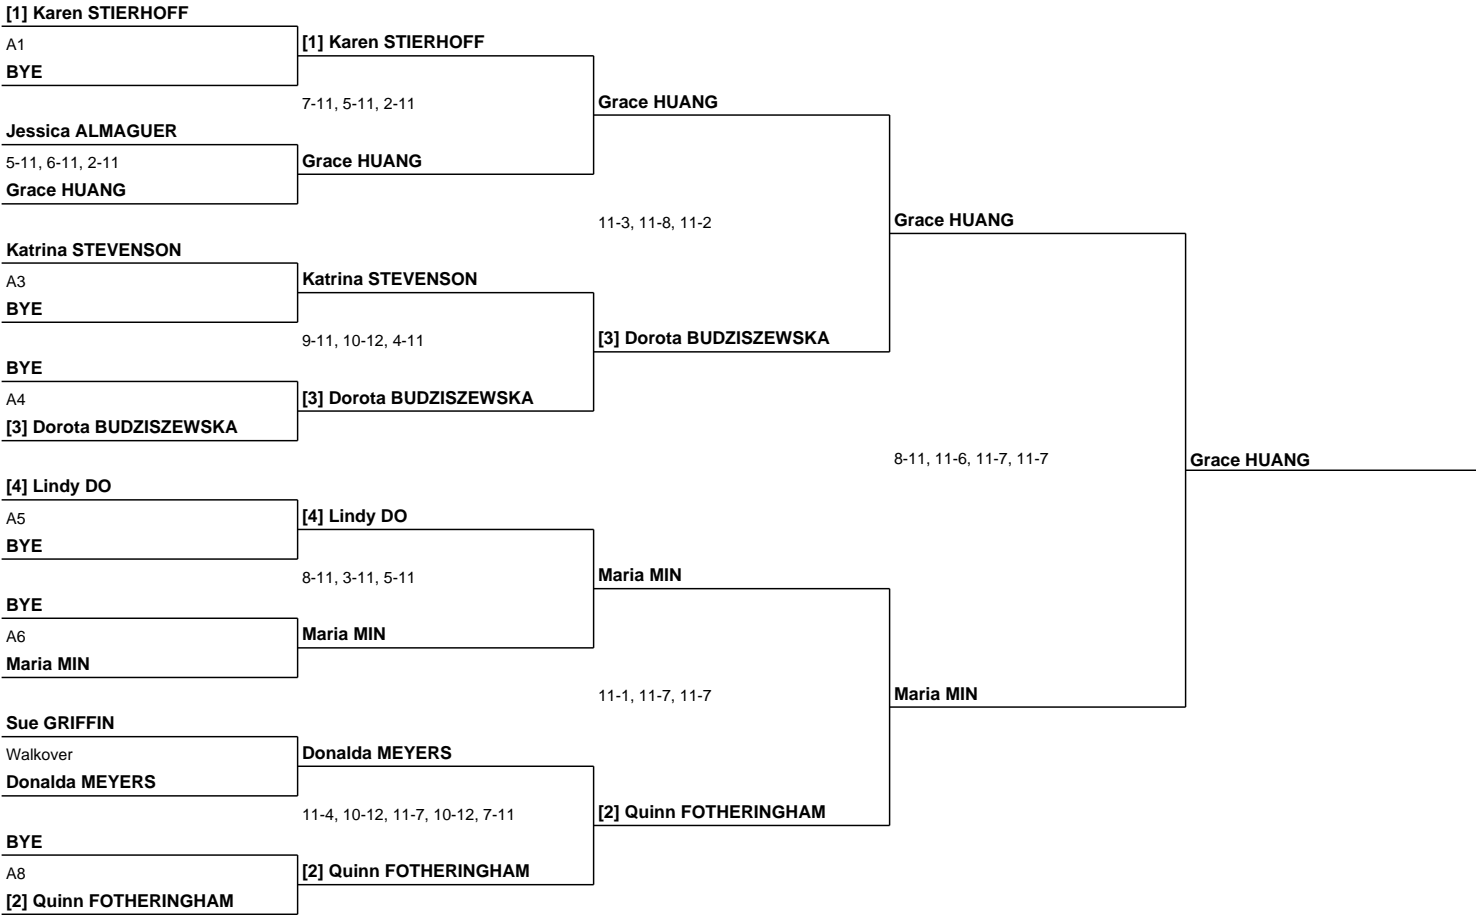 [1] Karen STIERHOFF
A1
BYE
Jessica ALMAGUER
5-11, 6-11, 2-11
Grace HUANG
Katrina STEVENSON
A3
BYE
BYE
A4
[3] Dorota BUDZISZEWSKA
[4] Lindy DO
A5
BYE
BYE
A6
Maria MIN
Sue GRIFFIN
Walkover
Donalda MEYERS
BYE
A8
[2] Quinn FOTHERINGHAM
[1] Karen STIERHOFF
7-11, 5-11, 2-11
Grace HUANG
Katrina STEVENSON
9-11, 10-12, 4-11
[3] Dorota BUDZISZEWSKA
[4] Lindy DO
8-11, 3-11, 5-11
Maria MIN
Donalda MEYERS
11-4, 10-12, 11-7, 10-12, 7-11
[2] Quinn FOTHERINGHAM
Grace HUANG
11-3, 11-8, 11-2
[3] Dorota BUDZISZEWSKA
Maria MIN
11-1, 11-7, 11-7
[2] Quinn FOTHERINGHAM
Grace HUANG
8-11, 11-6, 11-7, 11-7
Maria MIN
Grace HUANG